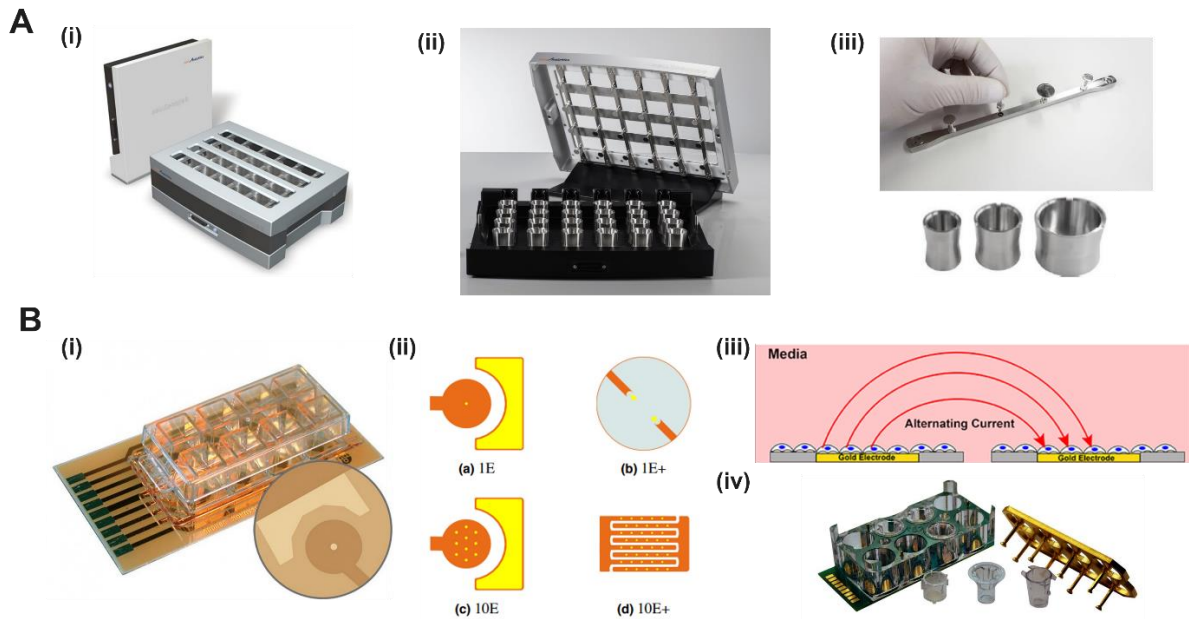 A
(i)
(ii)
(iii)
B
(i)
(ii)
(a) 1E
(b) 1E+
(c) 10E
(d) 10E+
(iii)
Media
Alternating Current
Gold Electrode
Gold Electrode
(iv)